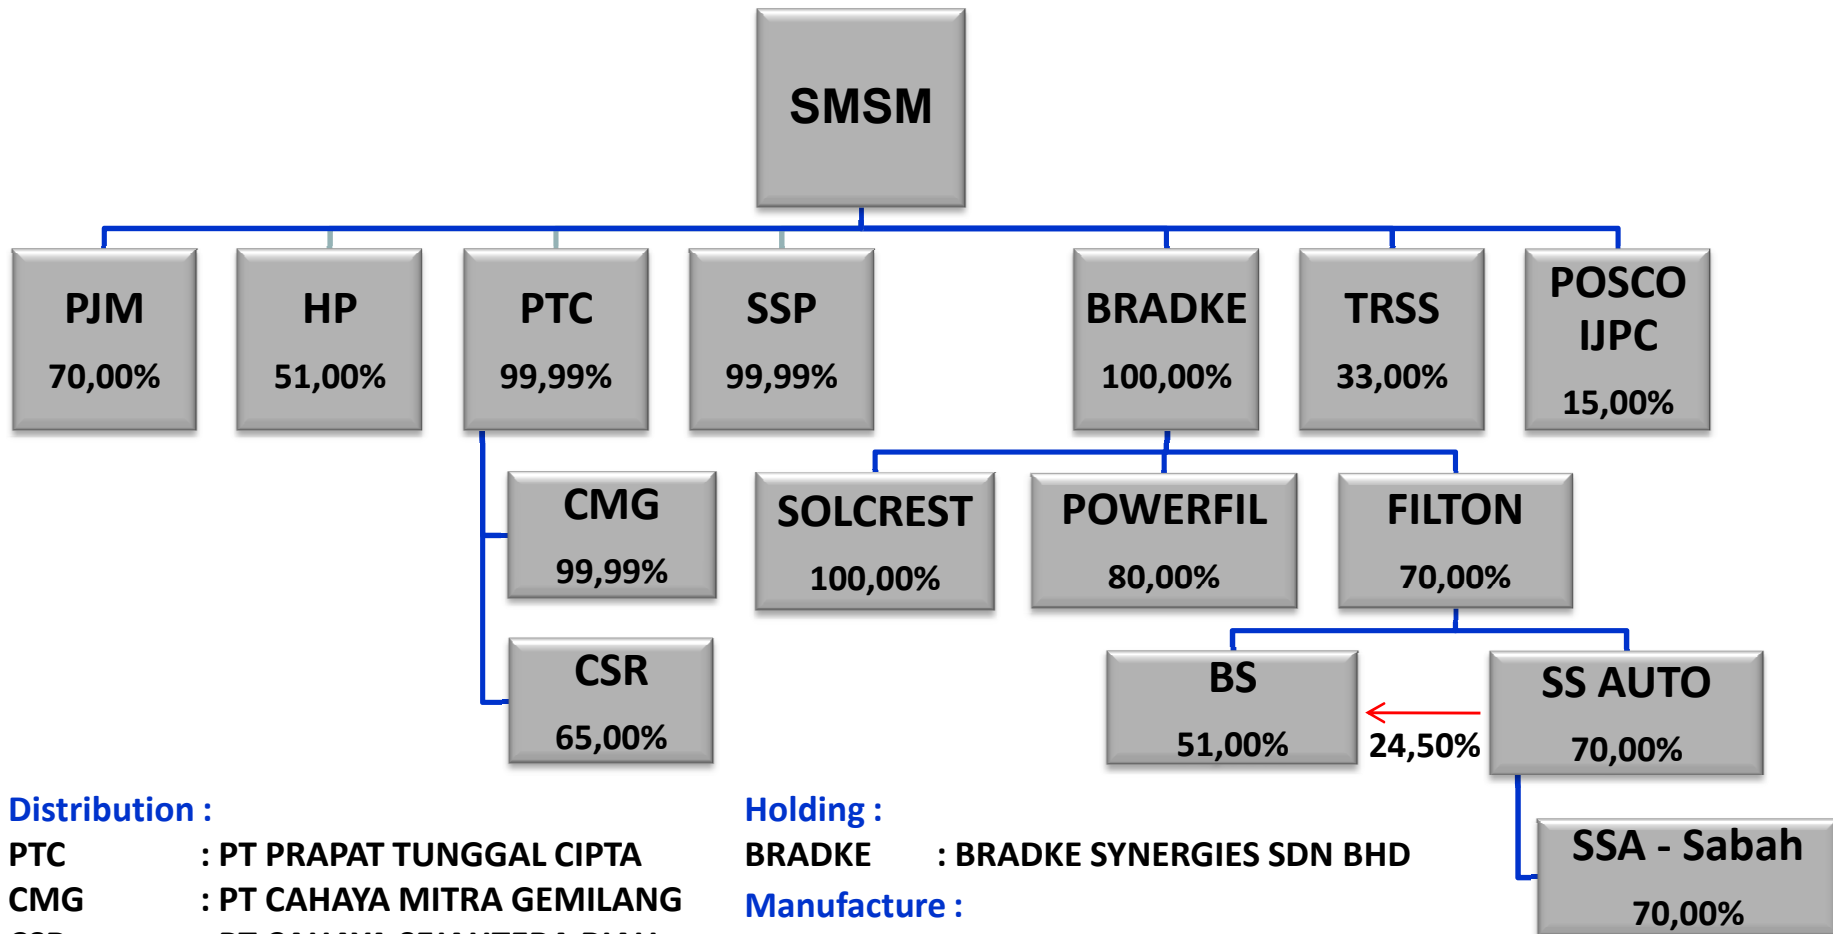 SMSM
PJM
70,00%
HP
51,00%
PTC
99,99%
SSP
99,99%
BRADKE
100,00%
TRSS
33,00%
POSCO
IJPC
15,00%
CMG
99,99%
CSR
65,00%
SOLCREST
100,00%
POWERFIL
80,00%
FILTON
70,00%
BS
51,00%
24,50%
SS AUTO
70,00%
SSA - Sabah
70,00%
Distribution :
PTC : PT PRAPAT TUNGGAL CIPTA
CMG : PT CAHAYA MITRA GEMILANG
Holding :
BRADKE : BRADKE SYNERGIES SDN BHD
Manufacture :